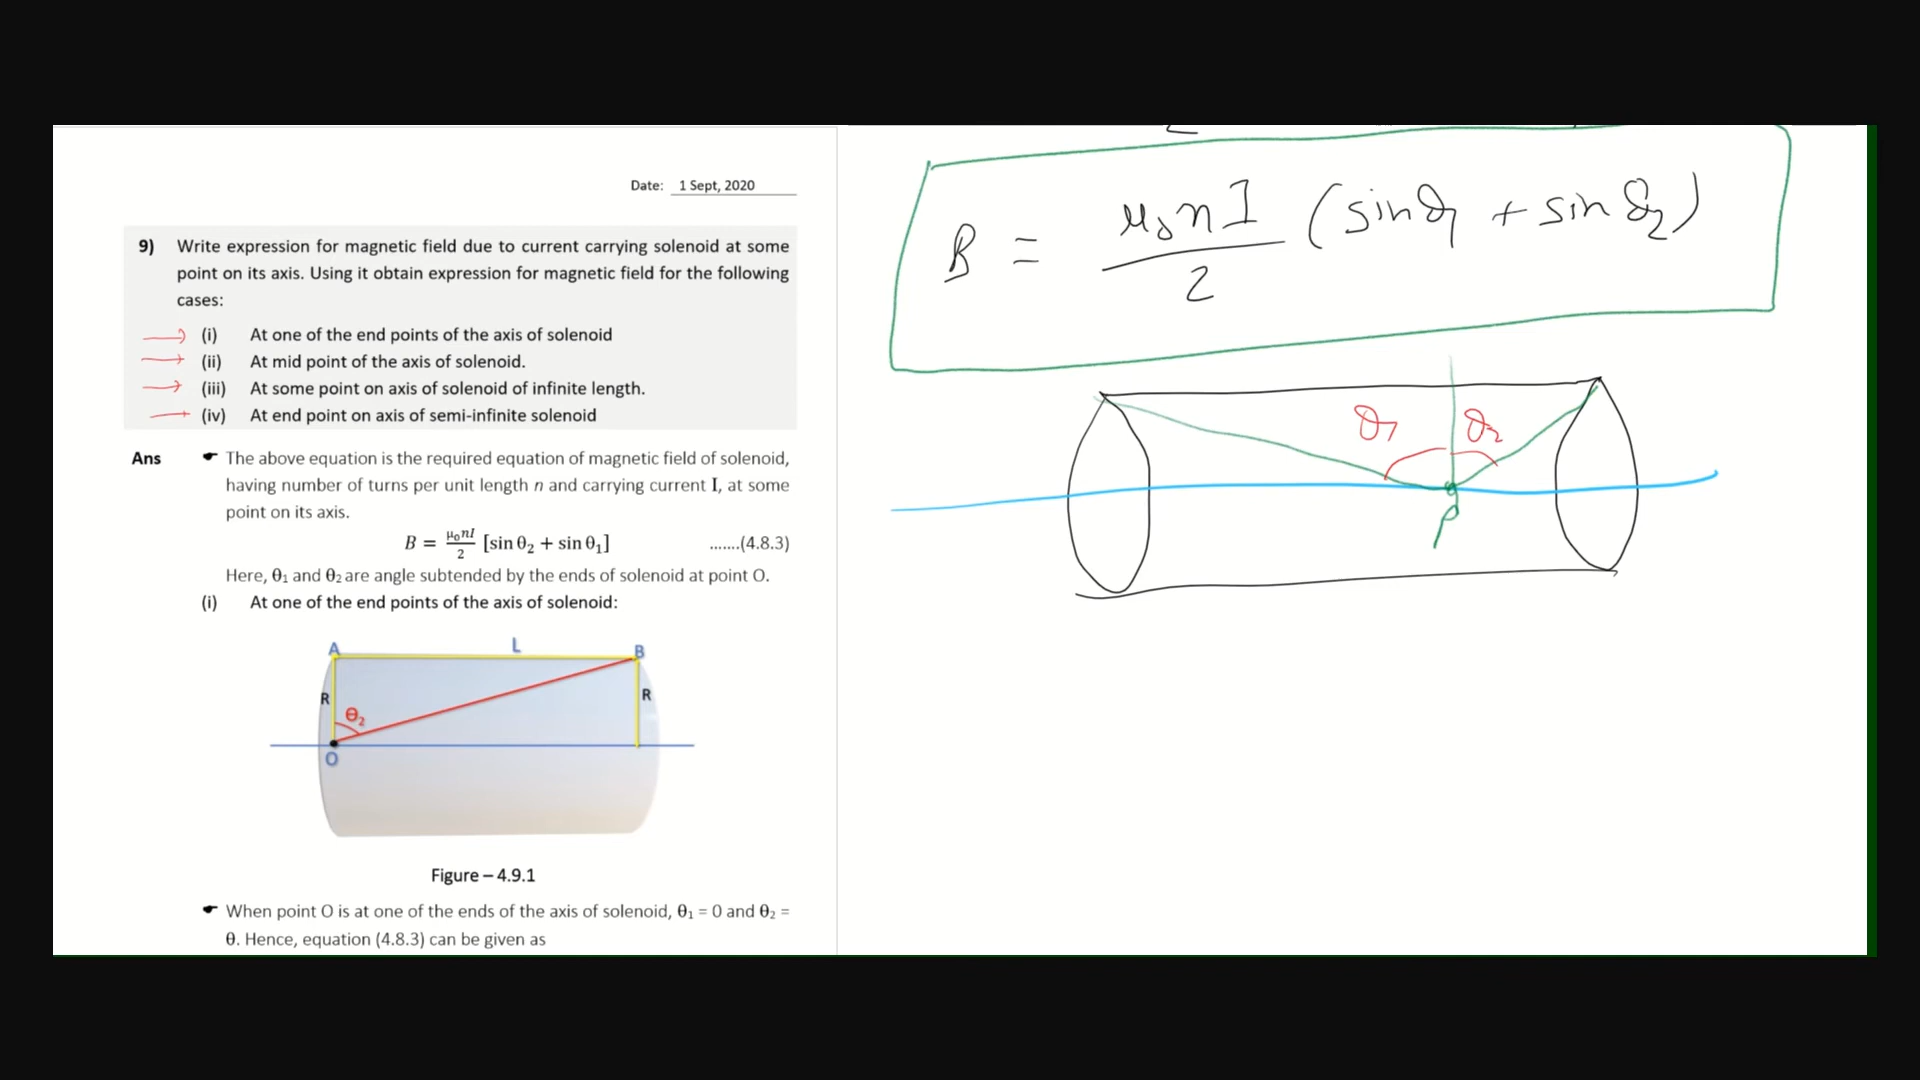 Date: 1 Sept, 2020
9) Write expression for magnetic field due to current carrying solenoid at some
point on its axis. Using it obtain expression for magnetic field for the following
cases:
(i) At one of the end points of the axis of solenoid
(ii) At mid point of the axis of solenoid.
(iii) At some point on axis of solenoid of infinite length.
(iv) At end point on axis of semi-infinite solenoid
Ans ☛ The above equation is the required equation of magnetic field of solenoid,
having number of turns per unit length n and carrying current I, at some
point on its axis.
B = μ₀nI/2 [sin θ₂ + sin θ₁] .......(4.8.3)
Here, θ₁ and θ₂ are angle subtended by the ends of solenoid at point O.
(i) At one of the end points of the axis of solenoid:
A L B
R θ₂ R
O
Figure – 4.9.1
☛ When point O is at one of the ends of the axis of solenoid, θ₁ = 0 and θ₂ =
θ. Hence, equation (4.8.3) can be given as
B = μ₀nI/2 (sin θ₁ + sin θ₂)
θ₁ θ₂
P